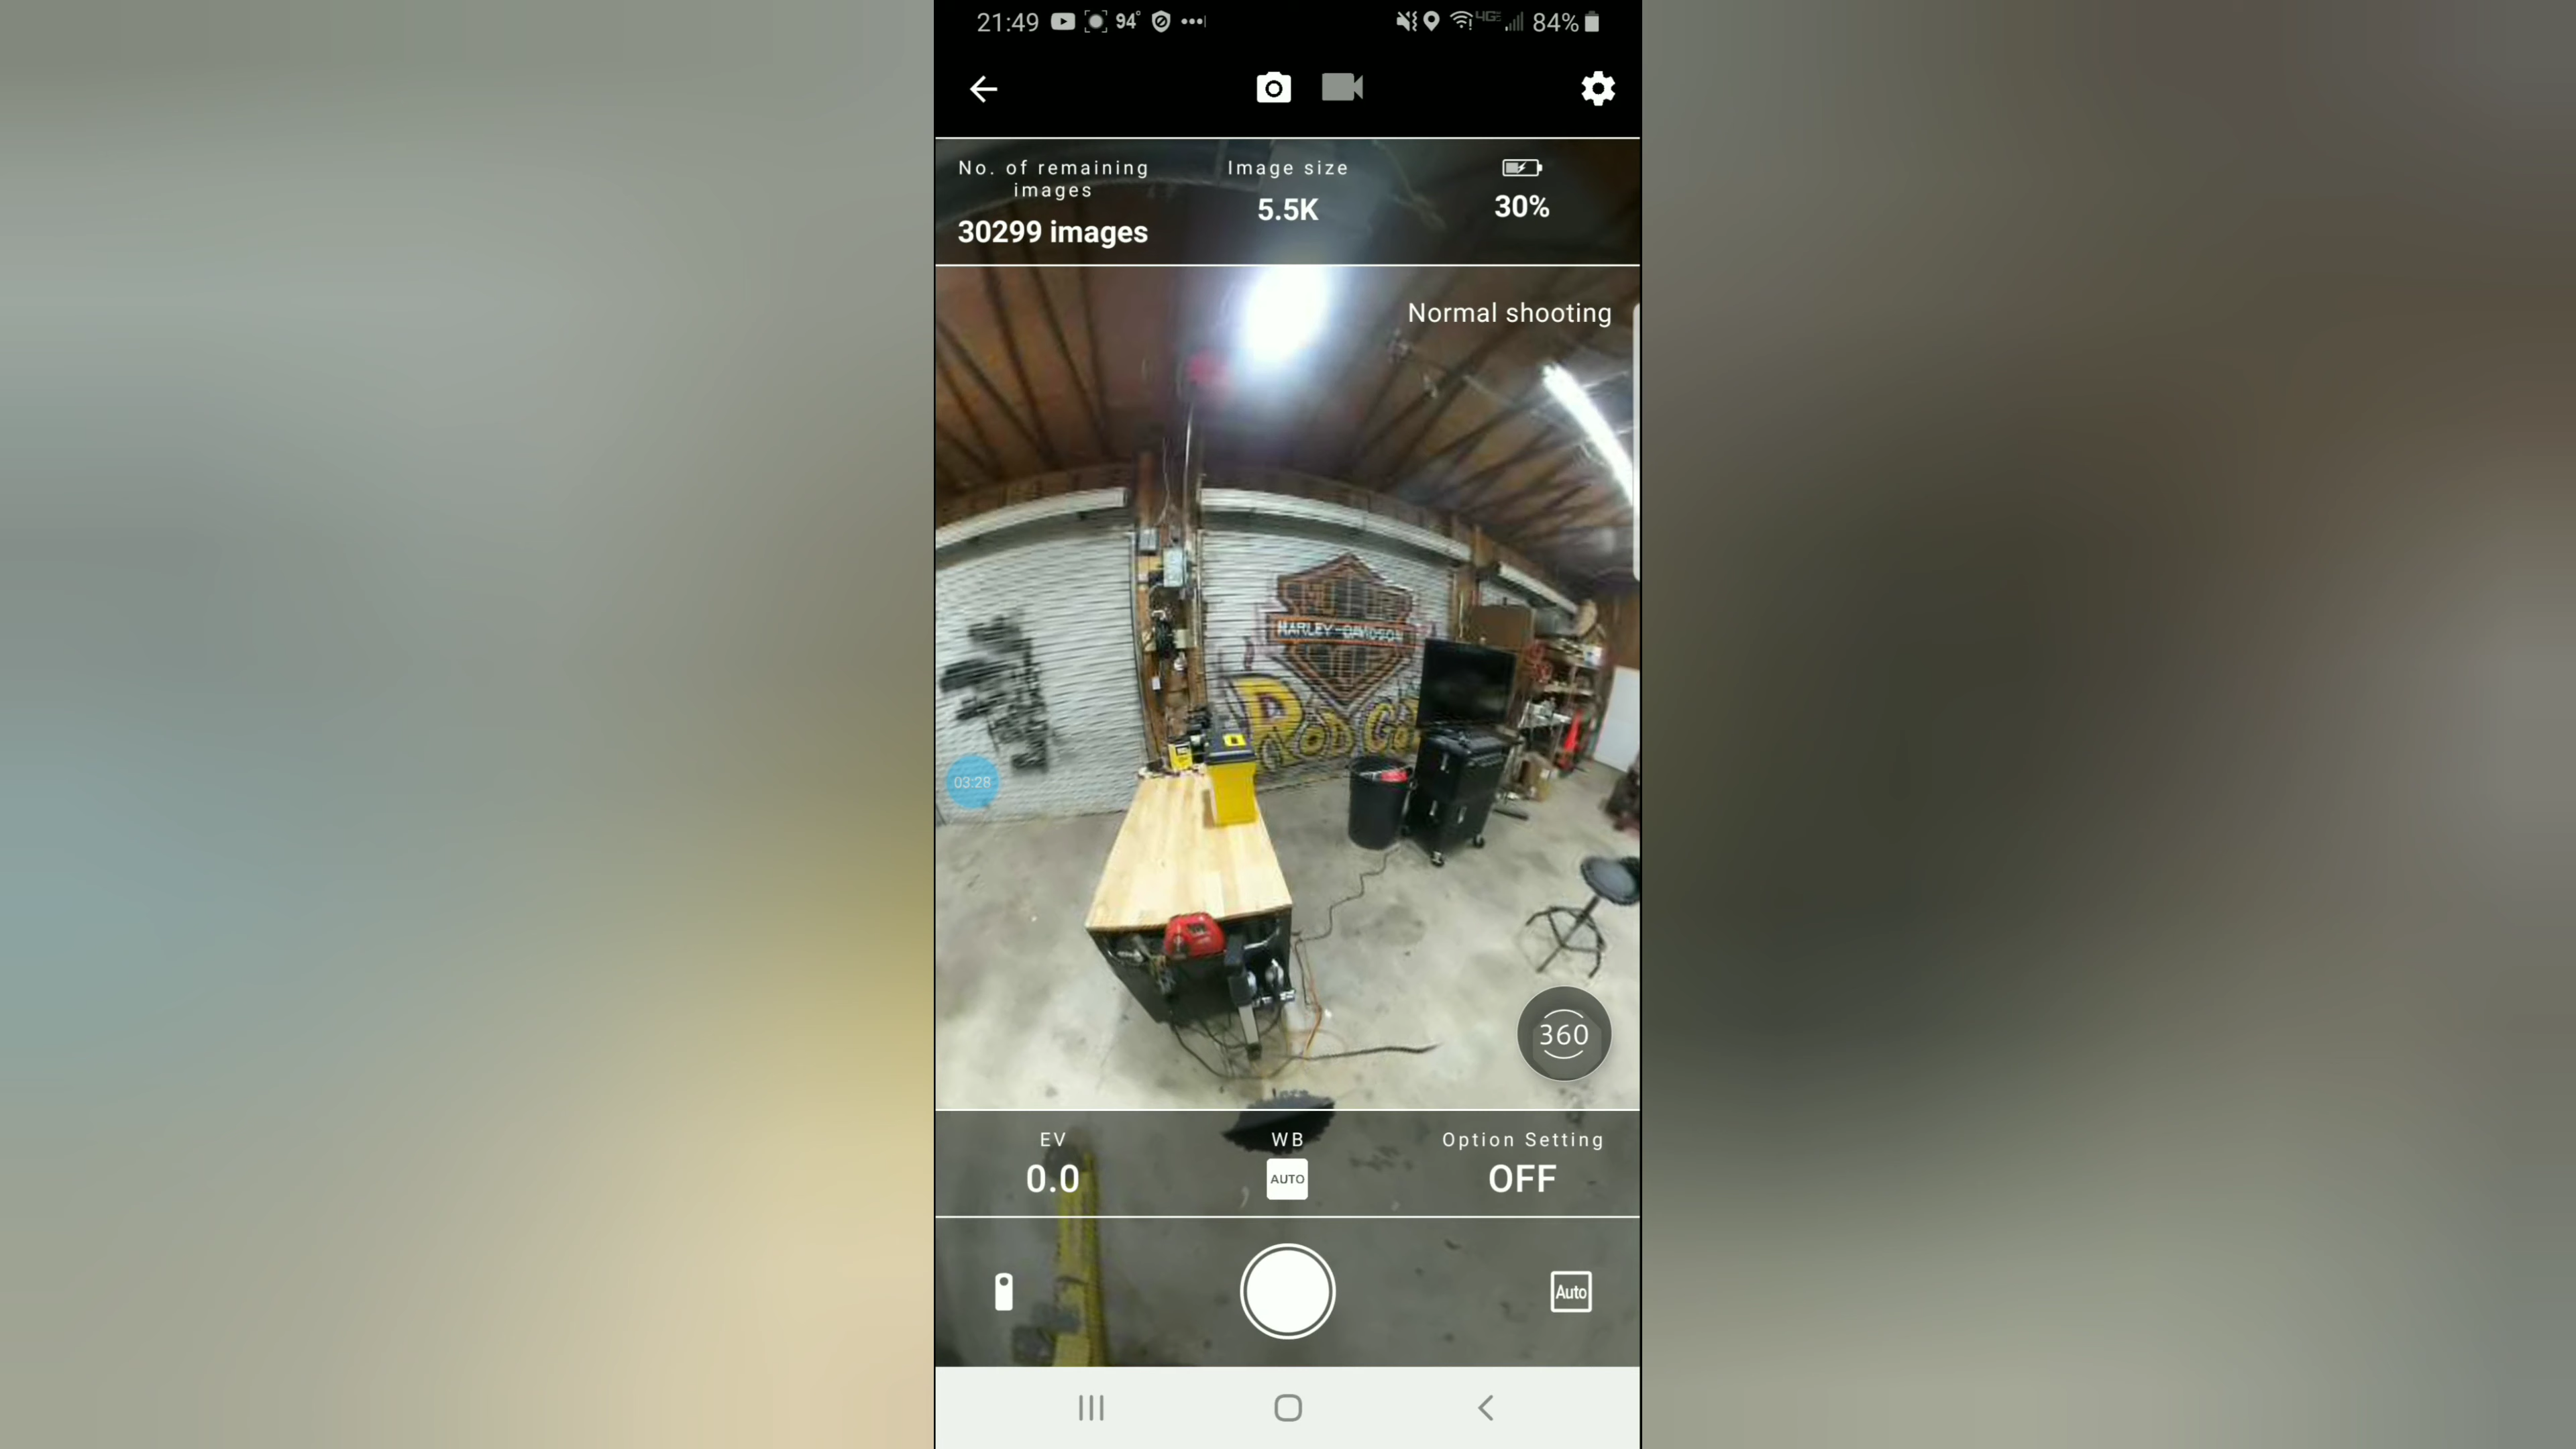 21:49 94° 4GE 84%
No. of remaining
images
30299 images
Image size
5.5K
30%
Normal shooting
HARLEY-DAVIDSON
03:28
360
EV
0.0
WB
AUTO
Option Setting
OFF
Auto